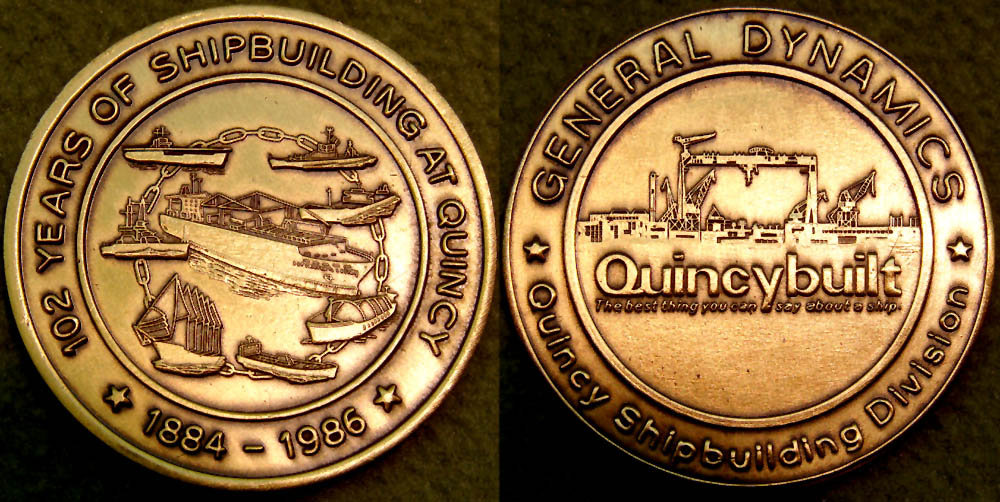 102 YEARS OF SHIPBUILDING AT QUINCY
1884 - 1986
GENERAL DYNAMICS
Quincybuilt
The best thing you can say about a ship.
Quincy Shipbuilding Division